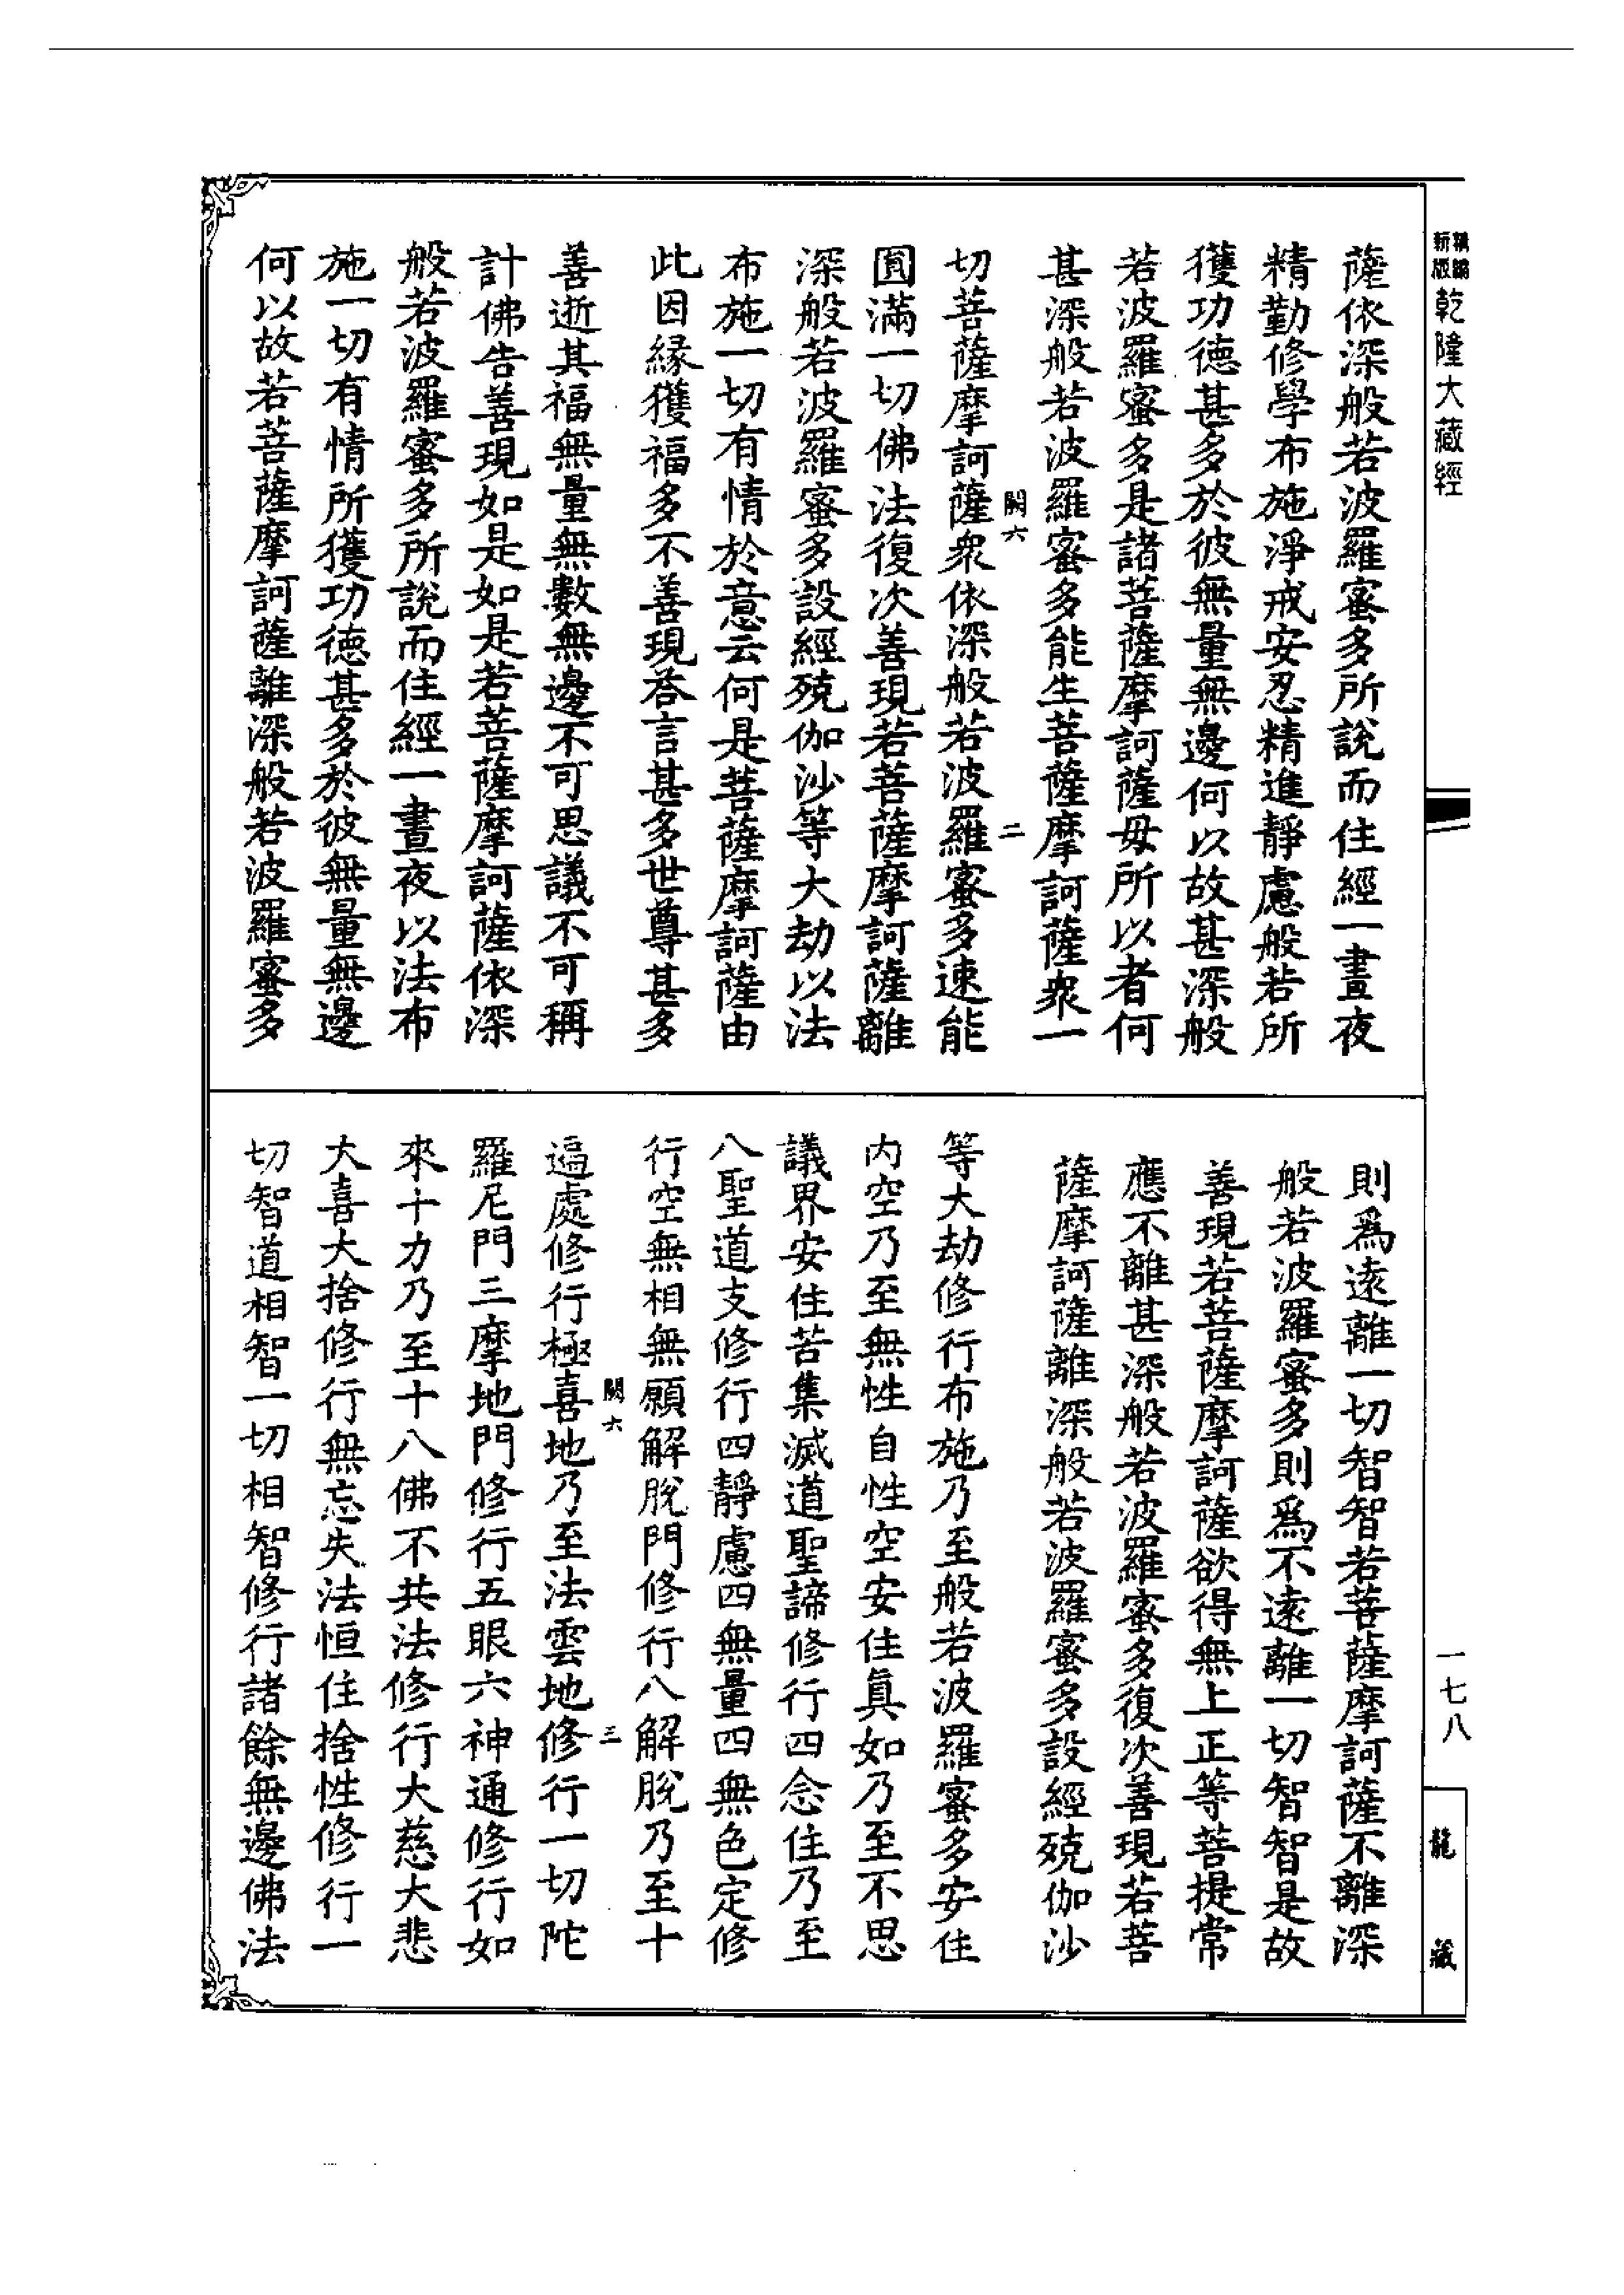 精編
新版
乾隆大藏經
薩依深般若波羅蜜多所說而住經一晝夜
精勤修學布施淨戒安忍精進靜慮般若所
獲功德甚多於彼無量無邊何以故甚深般
若波羅蜜多是諸菩薩摩訶薩母所以者何
甚深般若波羅蜜多能生菩薩摩訶薩衆一
闕六
二
切菩薩摩訶薩衆依深般若波羅蜜多速能
圓滿一切佛法復次善現若菩薩摩訶薩離
深般若波羅蜜多設經殑伽沙等大劫以法
布施一切有情於意云何是菩薩摩訶薩由
此因緣獲福多不善現荅言甚多世尊甚多
善逝其福無量無數無邊不可思議不可稱
計佛告善現如是如是若菩薩摩訶薩依深
般若波羅蜜多所說而住經一晝夜以法布
施一切有情所獲功德甚多於彼無量無邊
何以故若菩薩摩訶薩離深般若波羅蜜多
則爲逺離一切智智若菩薩摩訶薩不離深
般若波羅蜜多則爲不逺離一切智智是故
善現若菩薩摩訶薩欲得無上正等菩提常
應不離甚深般若波羅蜜多復次善現若菩
薩摩訶薩離深般若波羅蜜多設經殑伽沙
等大劫修行布施乃至般若波羅蜜多安住
内空乃至無性自性空安住真如乃至不思
議界安住苦集滅道聖諦修行四念住乃至
八聖道支修行四靜慮四無量四無色定修
行空無相無願解脫門修行八解脫乃至十
闕六
三
遍處修行極喜地乃至法雲地修行一切陀
羅尼門三摩地門修行五眼六神通修行如
來十力乃至十八佛不共法修行大慈大悲
大喜大捨修行無忘失法恒住捨性修行一
切智道相智一切相智修行諸餘無邊佛法
一七八
龍藏